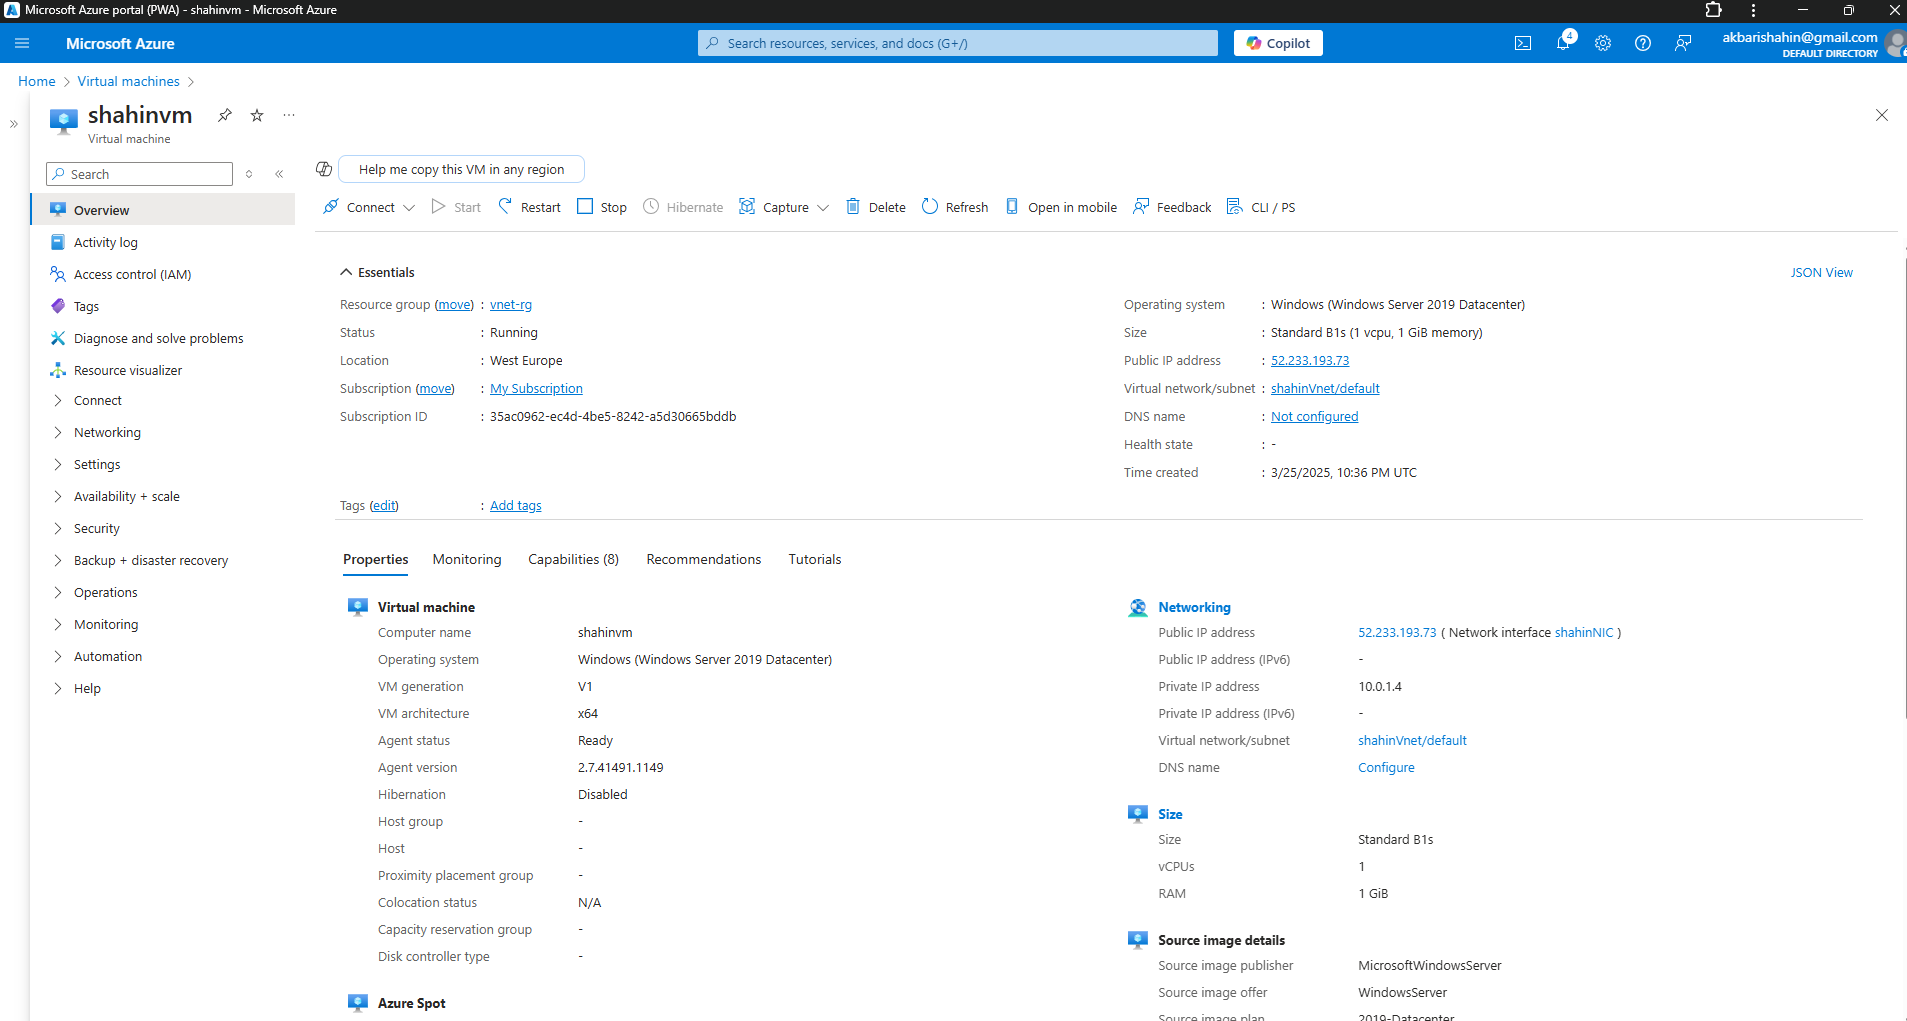 Microsoft Azure portal (PWA) - shahinvm - Microsoft Azure
Microsoft Azure
Search resources, services, and docs (G+/)
Copilot
4
akbarishahin@gmail.com
DEFAULT DIRECTORY
Home > Virtual machines >
shahinvm
Virtual machine
Search
Overview
Activity log
Access control (IAM)
Tags
Diagnose and solve problems
Resource visualizer
Connect
Networking
Settings
Availability + scale
Security
Backup + disaster recovery
Operations
Monitoring
Automation
Help
Help me copy this VM in any region
Connect Start Restart Stop Hibernate Capture Delete Refresh Open in mobile Feedback CLI / PS
Essentials
JSON View
Resource group (move) : vnet-rg
Status : Running
Location : West Europe
Subscription (move) : My Subscription
Subscription ID : 35ac0962-ec4d-4be5-8242-a5d30665bddb
Operating system : Windows (Windows Server 2019 Datacenter)
Size : Standard B1s (1 vcpu, 1 GiB memory)
Public IP address : 52.233.193.73
Virtual network/subnet : shahinVnet/default
DNS name : Not configured
Health state : -
Time created : 3/25/2025, 10:36 PM UTC
Tags (edit) : Add tags
Properties Monitoring Capabilities (8) Recommendations Tutorials
Virtual machine
Computer name shahinvm
Operating system Windows (Windows Server 2019 Datacenter)
VM generation V1
VM architecture x64
Agent status Ready
Agent version 2.7.41491.1149
Hibernation Disabled
Host group -
Host -
Proximity placement group -
Colocation status N/A
Capacity reservation group -
Disk controller type -
Azure Spot
Networking
Public IP address 52.233.193.73 ( Network interface shahinNIC )
Public IP address (IPv6) -
Private IP address 10.0.1.4
Private IP address (IPv6) -
Virtual network/subnet shahinVnet/default
DNS name Configure
Size
Size Standard B1s
vCPUs 1
RAM 1 GiB
Source image details
Source image publisher MicrosoftWindowsServer
Source image offer WindowsServer
Source image plan 2019-Datacenter